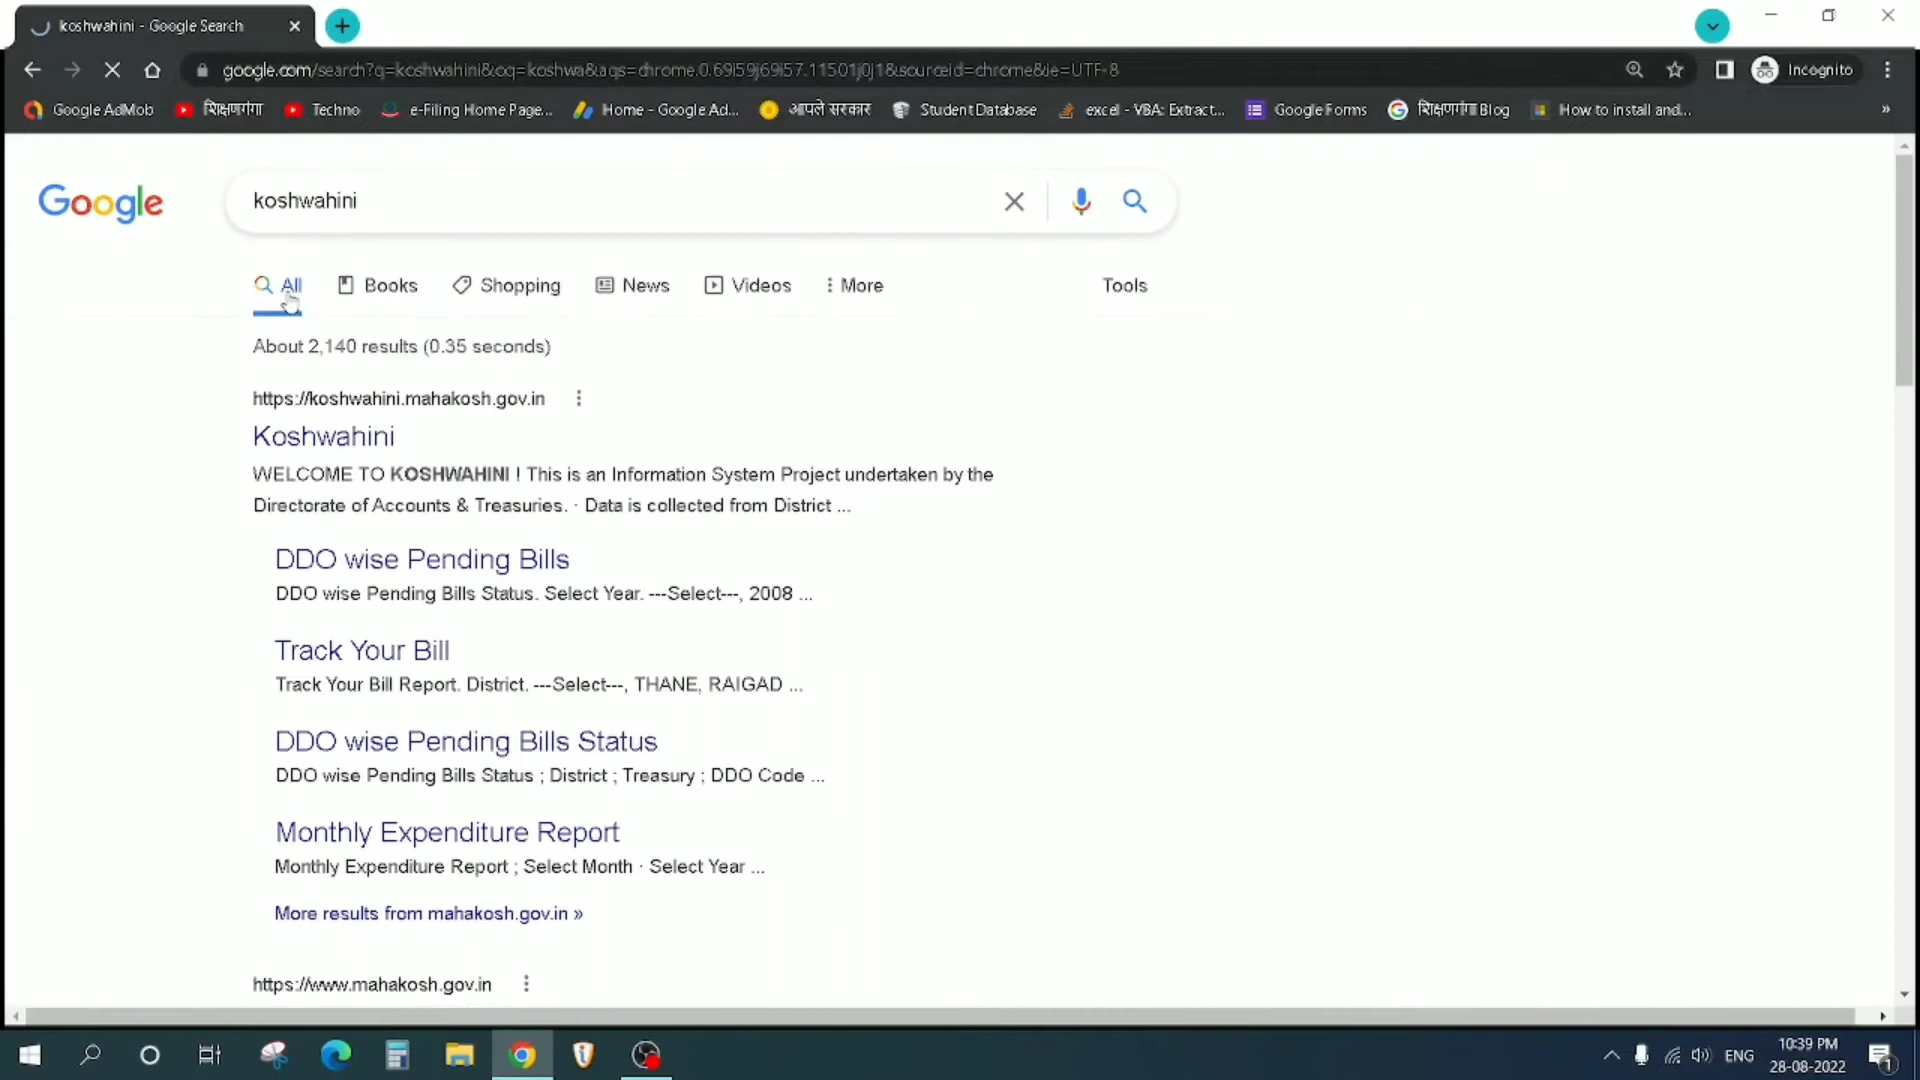 koshwahini - Google Search
google.com/search?q=koshwahini&oq=koshwa&aqs=chrome.0.69i59j69i57.11501j0j1&sourceid=chrome&ie=UTF-8
Incognito
Google AdMob
शिक्षणगंगा
Techno
e-Filing Home Page...
Home - Google Ad...
आपले सरकार
Student Database
excel - VBA: Extract...
Google Forms
शिक्षणगंगा Blog
How to install and...
»
Google
koshwahini
All
Books
Shopping
News
Videos
More
Tools
About 2,140 results (0.35 seconds)
https://koshwahini.mahakosh.gov.in
Koshwahini
WELCOME TO KOSHWAHINI ! This is an Information System Project undertaken by the
Directorate of Accounts & Treasuries. · Data is collected from District ...
DDO wise Pending Bills
DDO wise Pending Bills Status. Select Year. ---Select---, 2008 ...
Track Your Bill
Track Your Bill Report. District. ---Select---, THANE, RAIGAD ...
DDO wise Pending Bills Status
DDO wise Pending Bills Status ; District ; Treasury ; DDO Code ...
Monthly Expenditure Report
Monthly Expenditure Report ; Select Month · Select Year ...
More results from mahakosh.gov.in »
https://www.mahakosh.gov.in
ENG
10:39 PM
28-08-2022
1